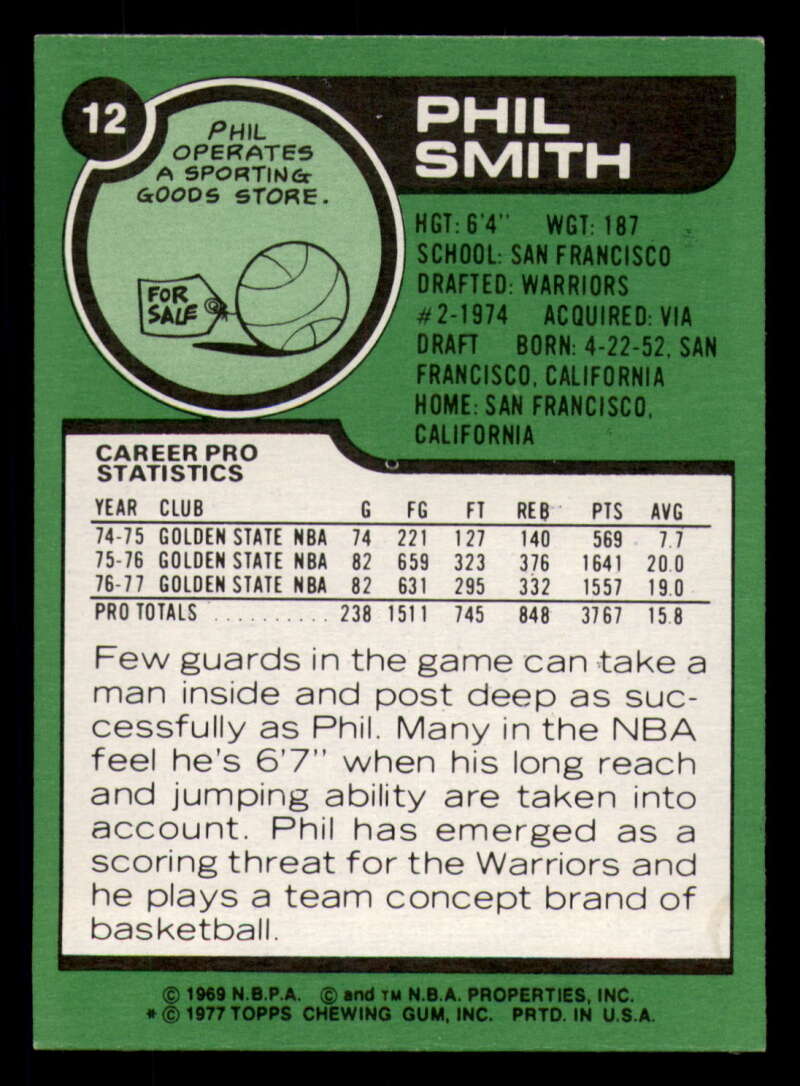 12
PHIL
OPERATES
A SPORTING
GOODS STORE.
FOR
SALE
PHIL
SMITH
HGT: 6'4" WGT: 187
SCHOOL: SAN FRANCISCO
DRAFTED: WARRIORS
#2-1974 ACQUIRED: VIA
DRAFT BORN: 4-22-52, SAN
FRANCISCO, CALIFORNIA
HOME: SAN FRANCISCO,
CALIFORNIA
CAREER PRO
STATISTICS
YEAR CLUB G FG FT REB PTS AVG
74-75 GOLDEN STATE NBA 74 221 127 140 569 7.7
75-76 GOLDEN STATE NBA 82 659 323 376 1641 20.0
76-77 GOLDEN STATE NBA 82 631 295 332 1557 19.0
PRO TOTALS .......... 238 1511 745 848 3767 15.8
Few guards in the game can take a
man inside and post deep as suc-
cessfully as Phil. Many in the NBA
feel he's 6'7" when his long reach
and jumping ability are taken into
account. Phil has emerged as a
scoring threat for the Warriors and
he plays a team concept brand of
basketball.
© 1969 N.B.P.A. © and TM N.B.A. PROPERTIES, INC.
*© 1977 TOPPS CHEWING GUM, INC. PRTD. IN U.S.A.